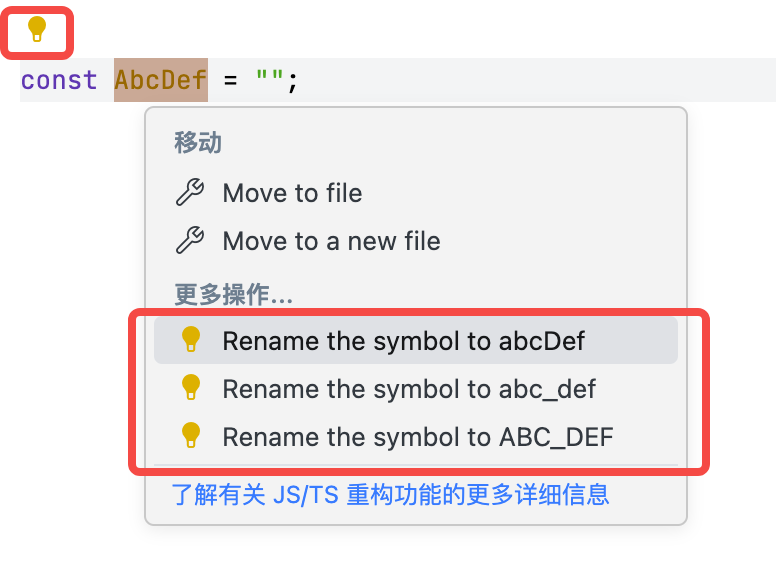 const AbcDef = "";
移动
Move to file
Move to a new file
更多操作...
Rename the symbol to abcDef
Rename the symbol to abc_def
Rename the symbol to ABC_DEF
了解有关 JS/TS 重构功能的更多详细信息